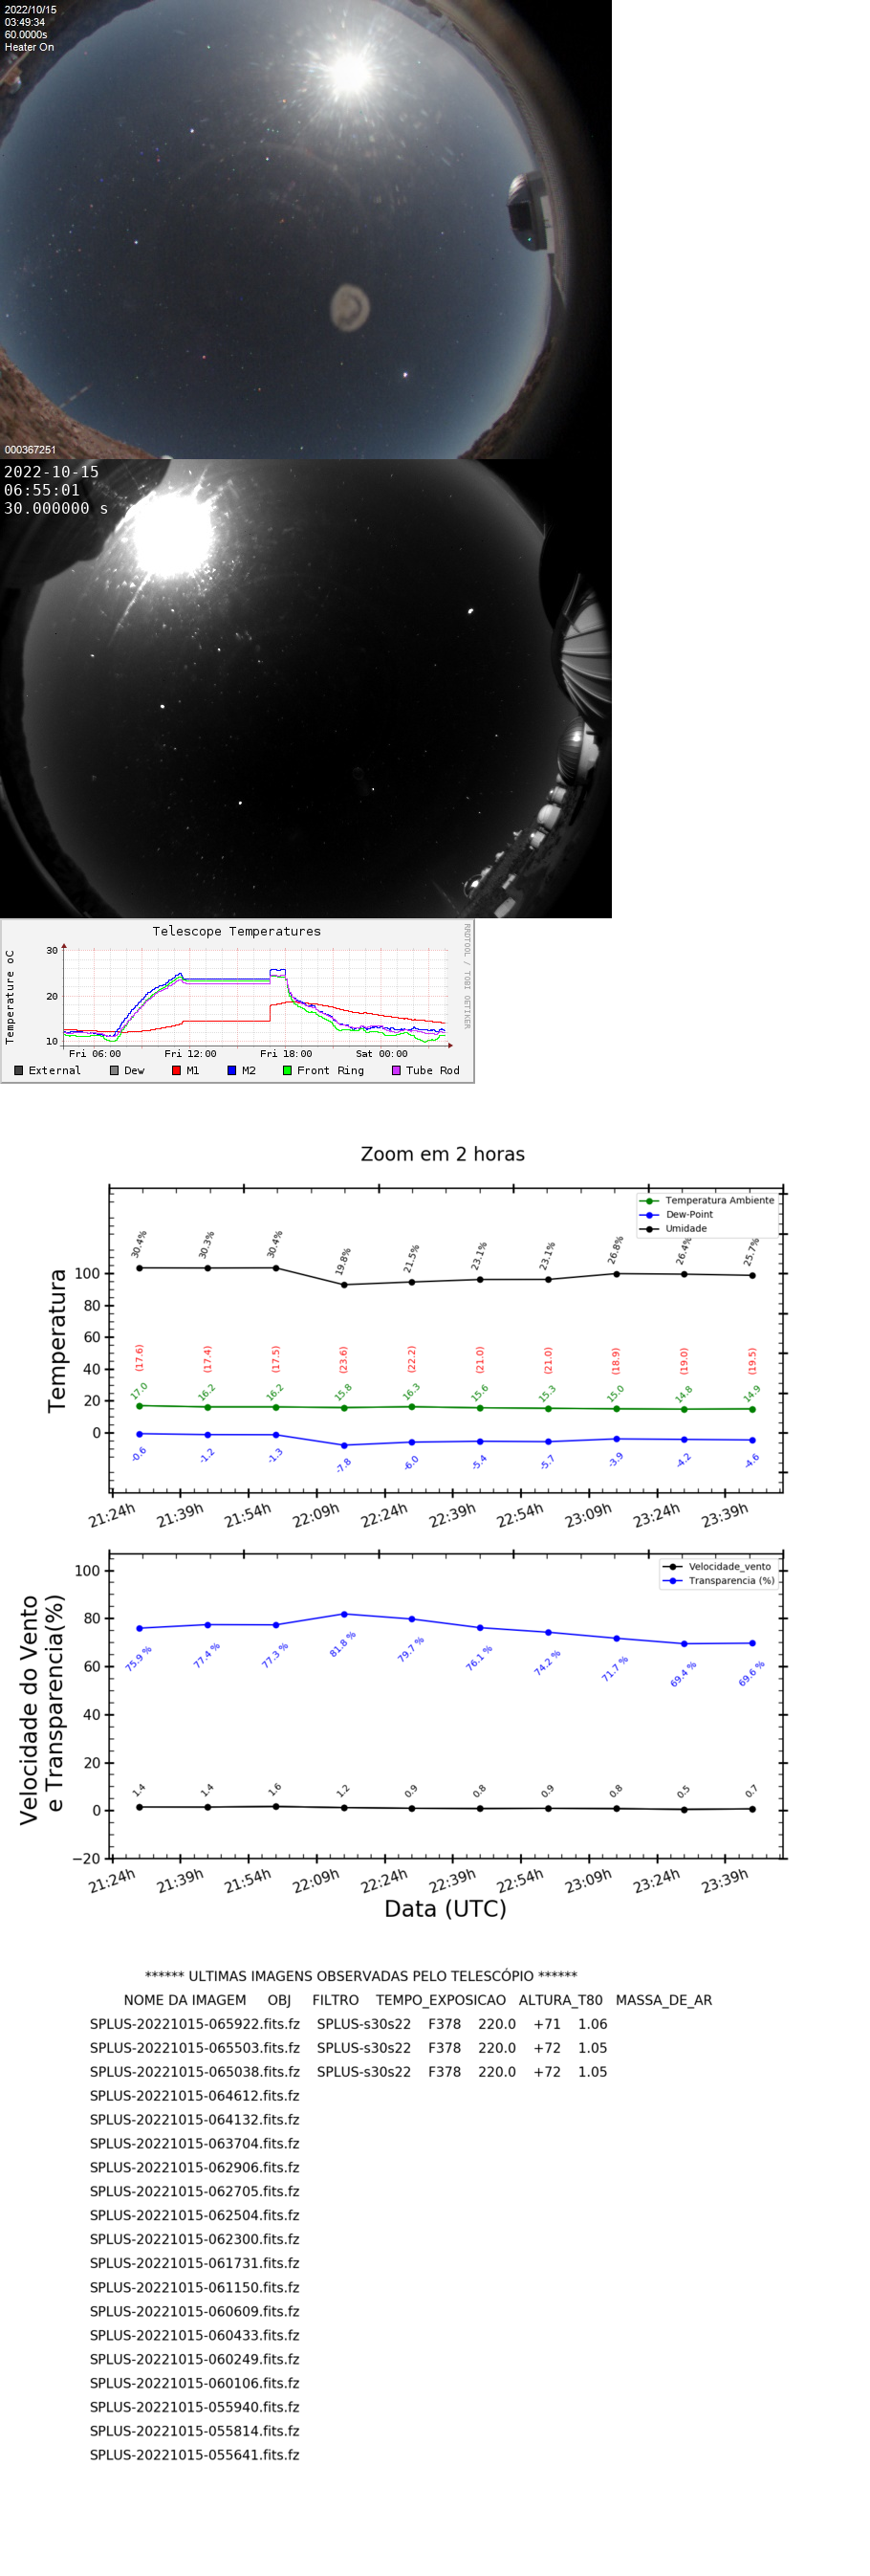 2022/10/15
03:49:34
60.0000s
Heater On
000367251
2022-10-15
06:55:01
30.000000 s
Telescope Temperatures
RRDTOOL / TOBI OETIKER
Temperature oC
30
20
10
Fri 06:00 Fri 12:00 Fri 18:00 Sat 00:00
External Dew M1 M2 Front Ring Tube Rod
Zoom em 2 horas
Temperatura Ambiente
Dew-Point
Umidade
Temperatura
100
80
60
40
20
0
30.4% 30.3% 30.4% 19.8% 21.5% 23.1% 23.1% 26.8% 26.4% 25.7%
(17.6) (17.4) (17.5) (23.6) (22.2) (21.0) (21.0) (18.9) (19.0) (19.5)
17.0 16.2 16.2 15.8 16.3 15.6 15.3 15.0 14.8 14.9
-0.6 -1.2 -1.3 -7.8 -6.0 -5.4 -5.7 -3.9 -4.2 -4.6
21:24h 21:39h 21:54h 22:09h 22:24h 22:39h 22:54h 23:09h 23:24h 23:39h
Velocidade_vento
Transparencia (%)
Velocidade do Vento
e Transparencia(%)
100
80
60
40
20
0
−20
75.9 % 77.4 % 77.3 % 81.8 % 79.7 % 76.1 % 74.2 % 71.7 % 69.4 % 69.6 %
1.4 1.4 1.6 1.2 0.9 0.8 0.9 0.8 0.5 0.7
21:24h 21:39h 21:54h 22:09h 22:24h 22:39h 22:54h 23:09h 23:24h 23:39h
Data (UTC)
****** ULTIMAS IMAGENS OBSERVADAS PELO TELESCÓPIO ******
NOME DA IMAGEM OBJ FILTRO TEMPO_EXPOSICAO ALTURA_T80 MASSA_DE_AR
SPLUS-20221015-065922.fits.fz SPLUS-s30s22 F378 220.0 +71 1.06
SPLUS-20221015-065503.fits.fz SPLUS-s30s22 F378 220.0 +72 1.05
SPLUS-20221015-065038.fits.fz SPLUS-s30s22 F378 220.0 +72 1.05
SPLUS-20221015-064612.fits.fz
SPLUS-20221015-064132.fits.fz
SPLUS-20221015-063704.fits.fz
SPLUS-20221015-062906.fits.fz
SPLUS-20221015-062705.fits.fz
SPLUS-20221015-062504.fits.fz
SPLUS-20221015-062300.fits.fz
SPLUS-20221015-061731.fits.fz
SPLUS-20221015-061150.fits.fz
SPLUS-20221015-060609.fits.fz
SPLUS-20221015-060433.fits.fz
SPLUS-20221015-060249.fits.fz
SPLUS-20221015-060106.fits.fz
SPLUS-20221015-055940.fits.fz
SPLUS-20221015-055814.fits.fz
SPLUS-20221015-055641.fits.fz